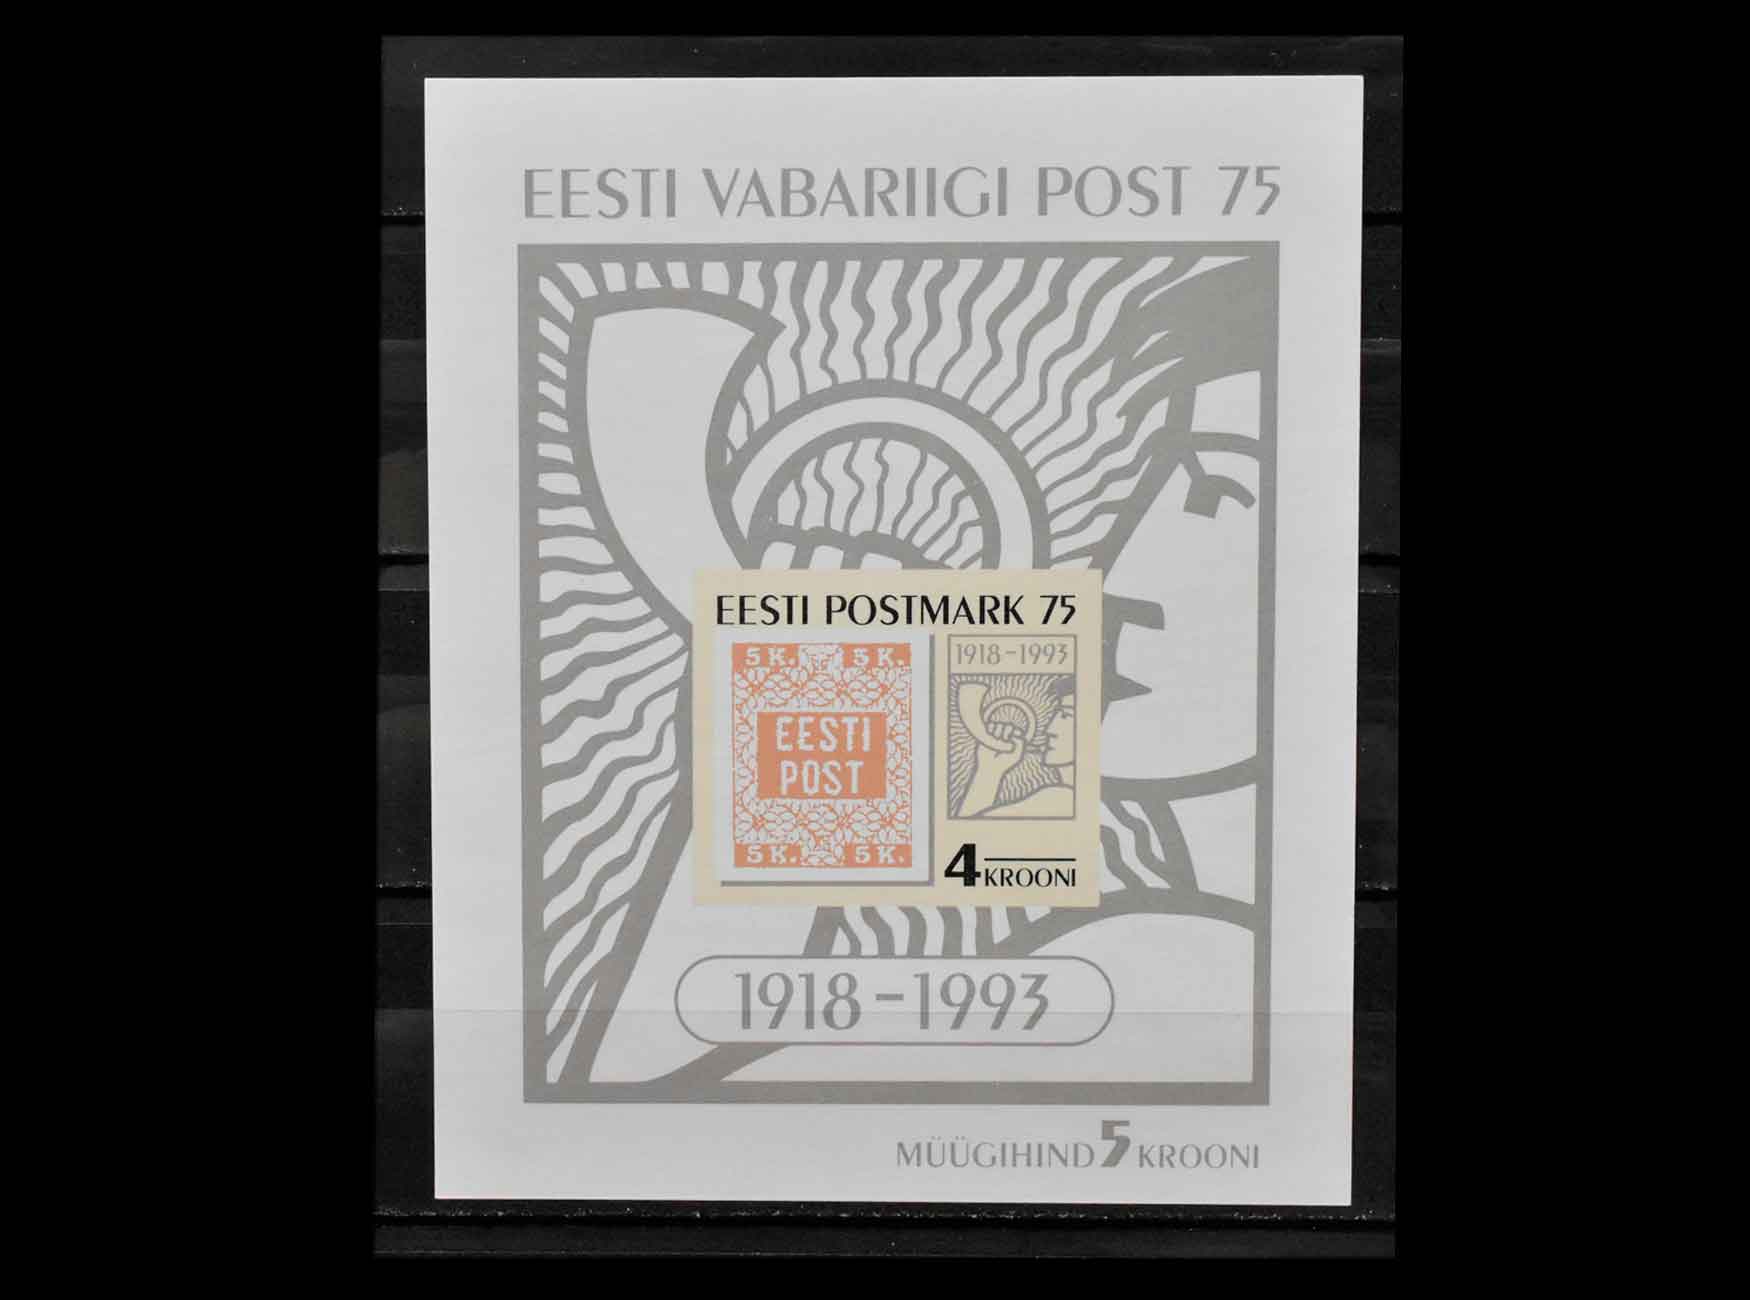 EESTI VABARIIGI POST 75
EESTI POSTMARK 75
5 K. 5 K.
EESTI
POST
5 K. 5 K.
1918-1993
4 KROONI
1918-1993
MÜÜGIHIND 5 KROONI